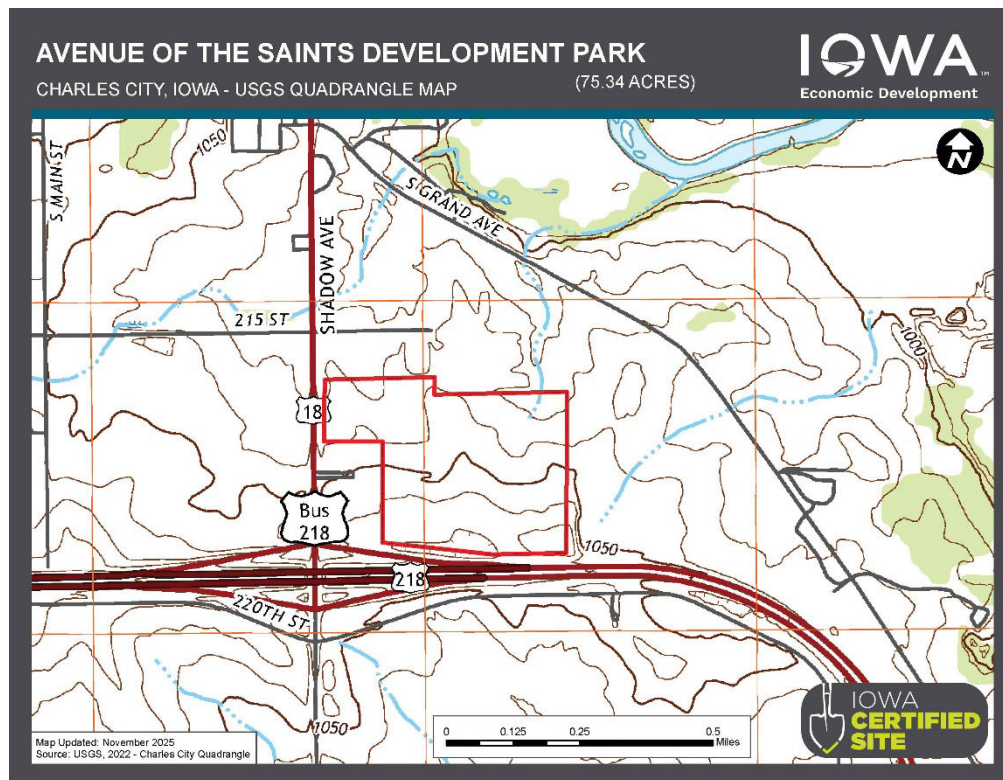 AVENUE OF THE SAINTS DEVELOPMENT PARK
CHARLES CITY, IOWA - USGS QUADRANGLE MAP
(75.34 ACRES)
IOWA™
Economic Development
N
1050
S MAIN ST
SHADOW AVE
S GRAND AVE
215 ST
1000
18
Bus
218
1050
218
220TH ST
1050
0 0.125 0.25 0.5
Miles
Map Updated: November 2025
Source: USGS, 2022 - Charles City Quadrangle
IOWA
CERTIFIED
SITE